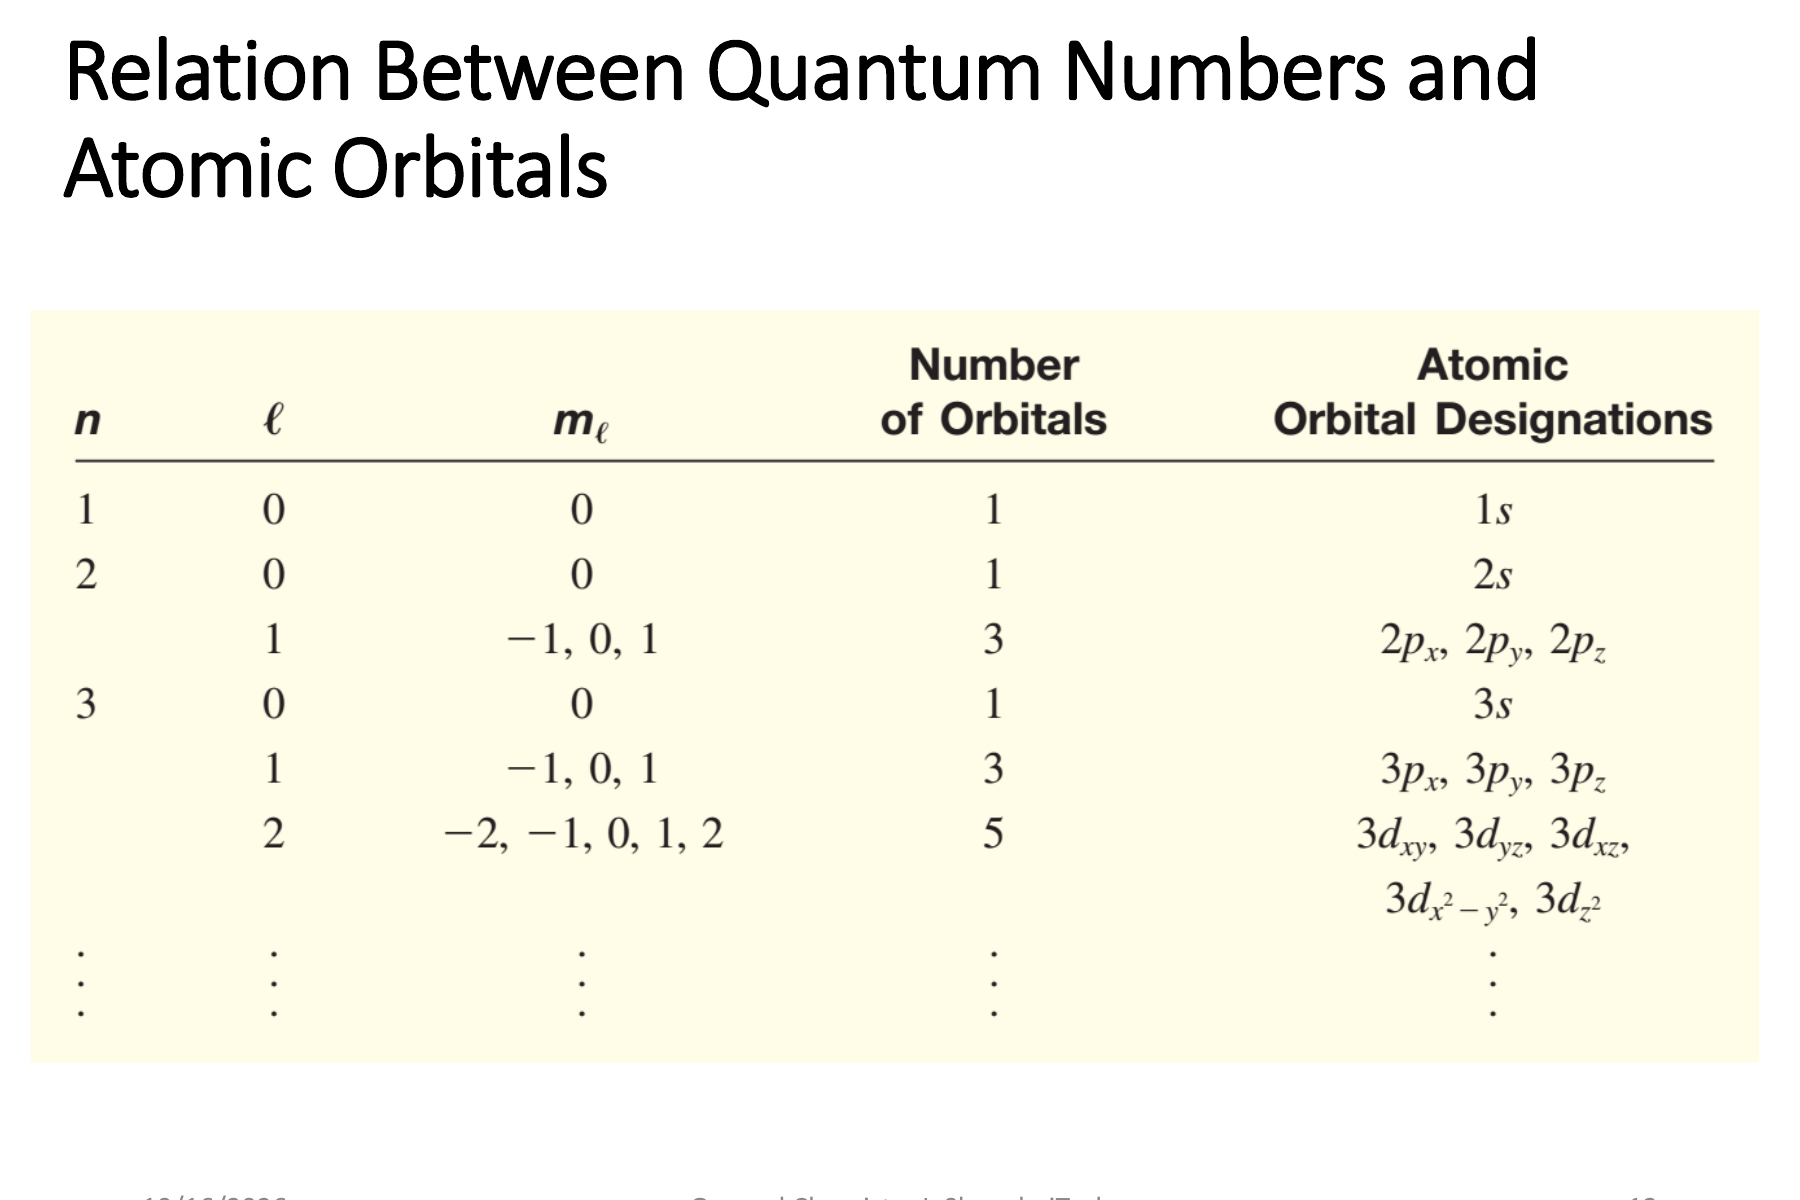 Relation Between Quantum Numbers and
Atomic Orbitals
Number Atomic
n ℓ mℓ of Orbitals Orbital Designations
1 0 0 1 1s
2 0 0 1 2s
1 −1, 0, 1 3 2px, 2py, 2pz
3 0 0 1 3s
1 −1, 0, 1 3 3px, 3py, 3pz
2 −2, −1, 0, 1, 2 5 3dxy, 3dyz, 3dxz,
3dx² − y², 3dz²
. . . . .
. . . . .
. . . . .